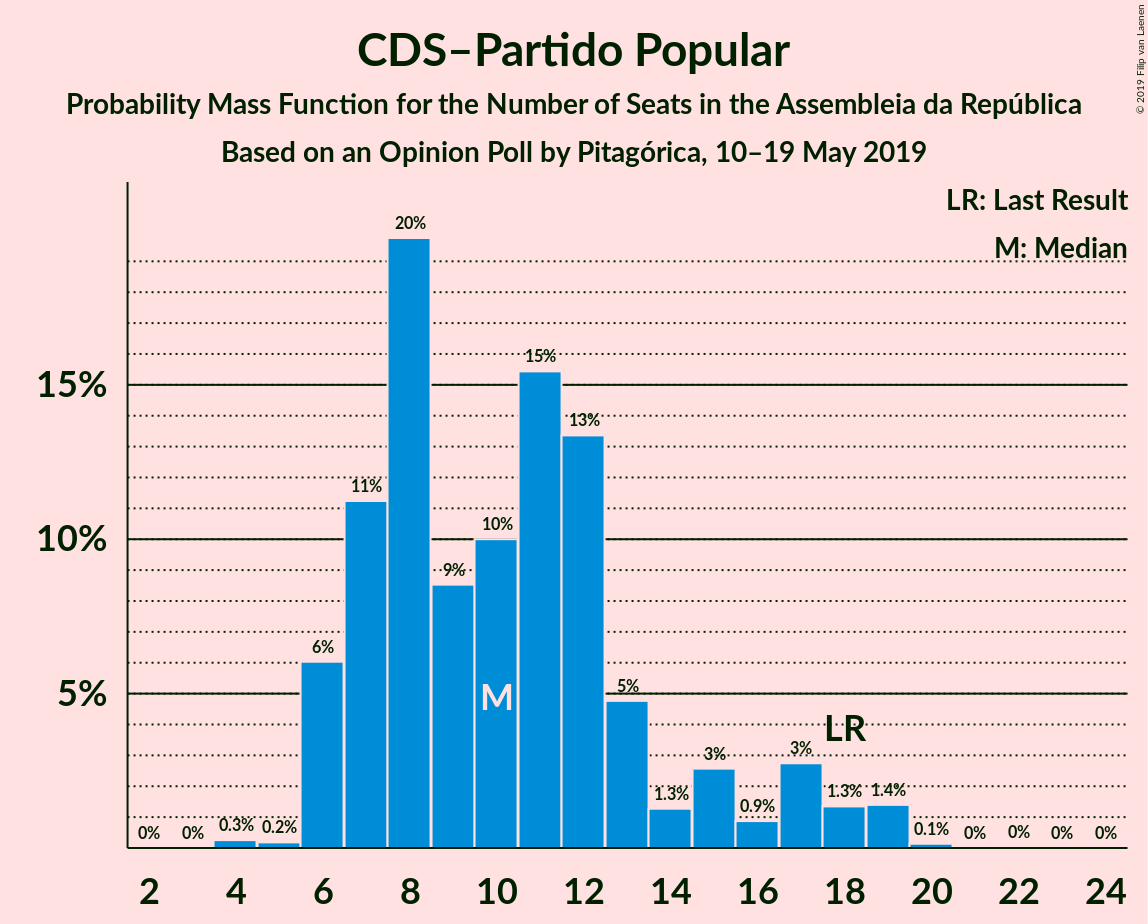 CDS–Partido Popular
Probability Mass Function for the Number of Seats in the Assembleia da República
Based on an Opinion Poll by Pitagórica, 10–19 May 2019
© 2019 Filip van Laenen
LR: Last Result
M: Median
15%
10%
5%
0%
0%
0.3%
0.2%
6%
11%
20%
9%
10%
15%
13%
5%
1.3%
3%
0.9%
3%
1.3%
1.4%
0.1%
0%
0%
0%
0%
M
LR
2 4 6 8 10 12 14 16 18 20 22 24